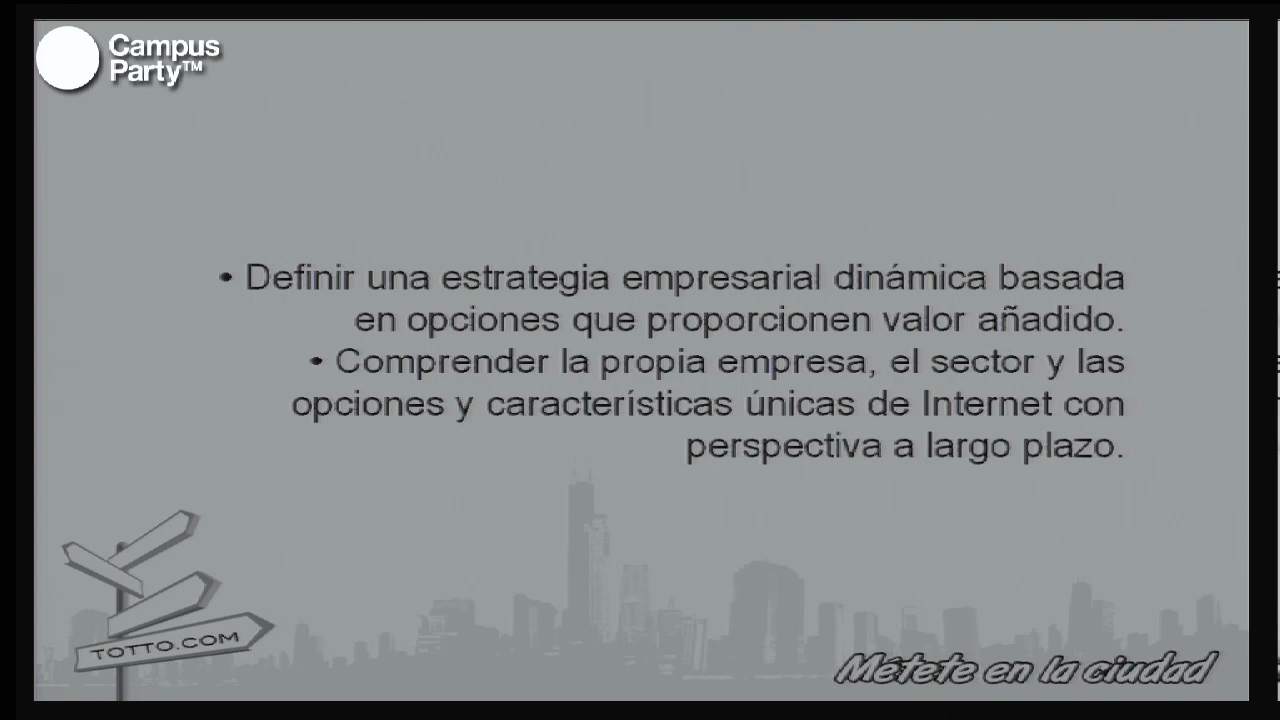 Campus
Party™
• Definir una estrategia empresarial dinámica basada
en opciones que proporcionen valor añadido.
• Comprender la propia empresa, el sector y las
opciones y características únicas de Internet con
perspectiva a largo plazo.
TOTTO.COM
Métete en la ciudad